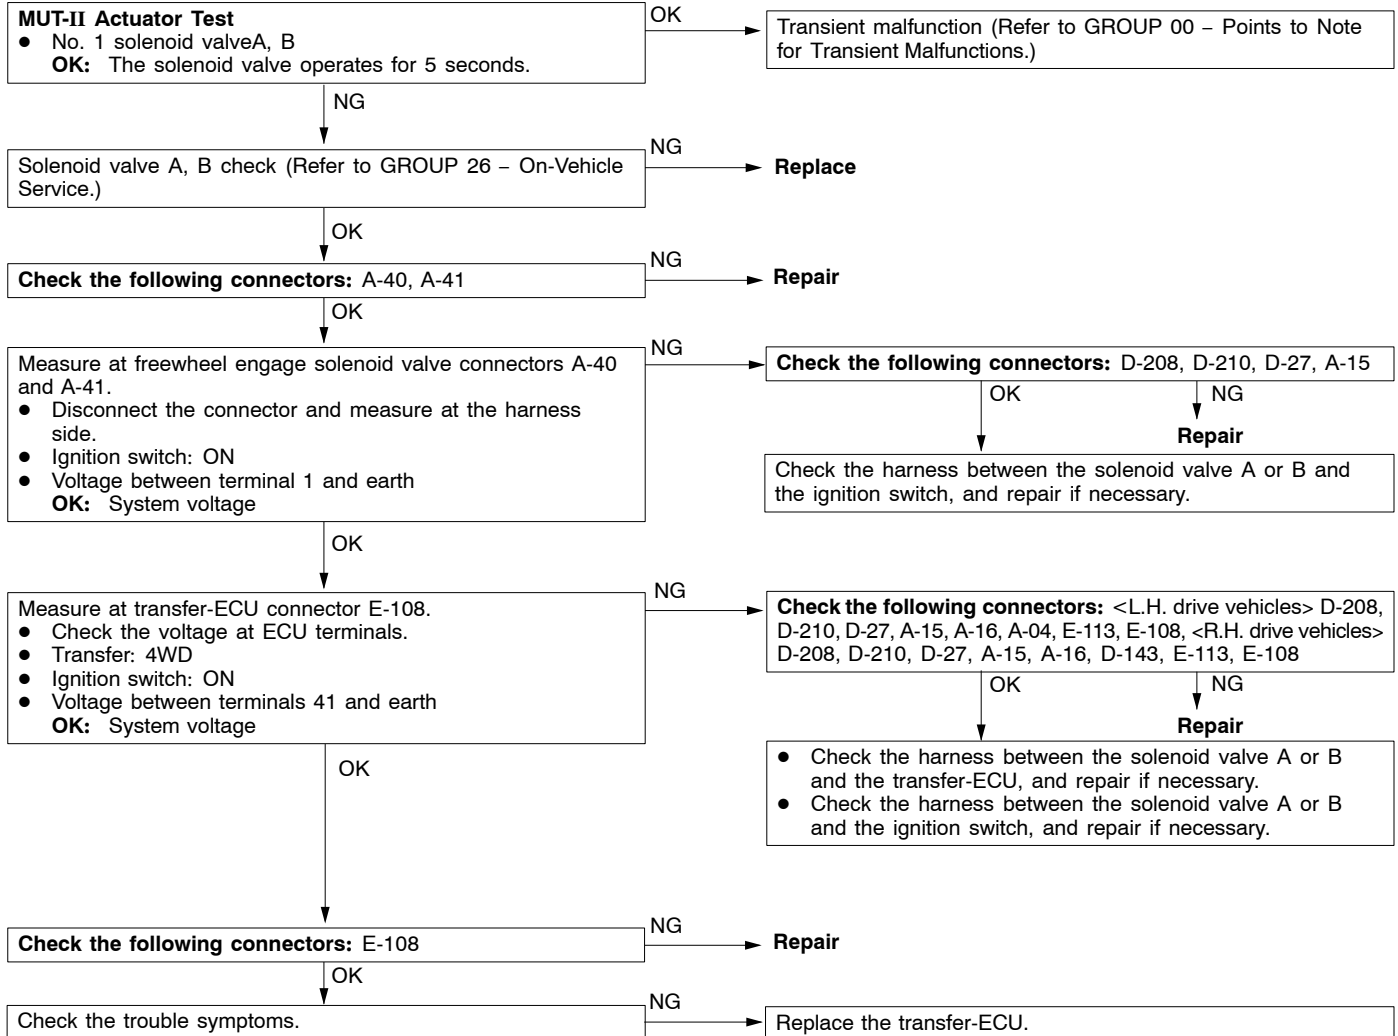 MUT-II Actuator Test
● No. 1 solenoid valveA, B
OK: The solenoid valve operates for 5 seconds.
OK
Transient malfunction (Refer to GROUP 00 – Points to Note
for Transient Malfunctions.)
NG
Solenoid valve A, B check (Refer to GROUP 26 – On-Vehicle
Service.)
NG
Replace
OK
Check the following connectors: A-40, A-41
NG
Repair
OK
Measure at freewheel engage solenoid valve connectors A-40
and A-41.
● Disconnect the connector and measure at the harness
side.
● Ignition switch: ON
● Voltage between terminal 1 and earth
OK: System voltage
NG
Check the following connectors: D-208, D-210, D-27, A-15
OK
NG
Repair
Check the harness between the solenoid valve A or B and
the ignition switch, and repair if necessary.
OK
Measure at transfer-ECU connector E-108.
● Check the voltage at ECU terminals.
● Transfer: 4WD
● Ignition switch: ON
● Voltage between terminals 41 and earth
OK: System voltage
NG
Check the following connectors: <L.H. drive vehicles> D-208,
D-210, D-27, A-15, A-16, A-04, E-113, E-108, <R.H. drive vehicles>
D-208, D-210, D-27, A-15, A-16, D-143, E-113, E-108
OK
NG
Repair
● Check the harness between the solenoid valve A or B
and the transfer-ECU, and repair if necessary.
● Check the harness between the solenoid valve A or B
and the ignition switch, and repair if necessary.
OK
Check the following connectors: E-108
NG
Repair
OK
Check the trouble symptoms.
NG
Replace the transfer-ECU.